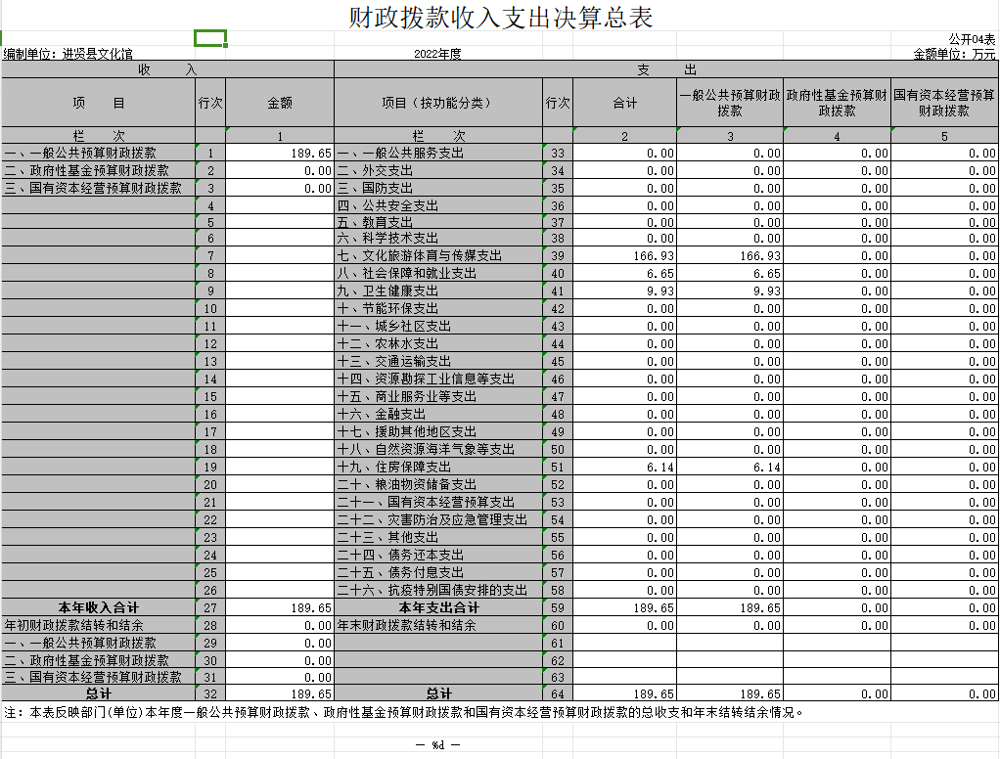 财政拨款收入支出决算总表
公开04表
编制单位：进贤县文化馆 2022年度 金额单位：万元
收 入 支 出
项 目 行次 金额 项目（按功能分类） 行次 合计 一般公共预算财政拨款 政府性基金预算财政拨款 国有资本经营预算财政拨款
栏 次 1 栏 次 2 3 4 5
一、一般公共预算财政拨款 1 189.65 一、一般公共服务支出 33 0.00 0.00 0.00 0.00
二、政府性基金预算财政拨款 2 0.00 二、外交支出 34 0.00 0.00 0.00 0.00
三、国有资本经营预算财政拨款 3 0.00 三、国防支出 35 0.00 0.00 0.00 0.00
4 四、公共安全支出 36 0.00 0.00 0.00 0.00
5 五、教育支出 37 0.00 0.00 0.00 0.00
6 六、科学技术支出 38 0.00 0.00 0.00 0.00
7 七、文化旅游体育与传媒支出 39 166.93 166.93 0.00 0.00
8 八、社会保障和就业支出 40 6.65 6.65 0.00 0.00
9 九、卫生健康支出 41 9.93 9.93 0.00 0.00
10 十、节能环保支出 42 0.00 0.00 0.00 0.00
11 十一、城乡社区支出 43 0.00 0.00 0.00 0.00
12 十二、农林水支出 44 0.00 0.00 0.00 0.00
13 十三、交通运输支出 45 0.00 0.00 0.00 0.00
14 十四、资源勘探工业信息等支出 46 0.00 0.00 0.00 0.00
15 十五、商业服务业等支出 47 0.00 0.00 0.00 0.00
16 十六、金融支出 48 0.00 0.00 0.00 0.00
17 十七、援助其他地区支出 49 0.00 0.00 0.00 0.00
18 十八、自然资源海洋气象等支出 50 0.00 0.00 0.00 0.00
19 十九、住房保障支出 51 6.14 6.14 0.00 0.00
20 二十、粮油物资储备支出 52 0.00 0.00 0.00 0.00
21 二十一、国有资本经营预算支出 53 0.00 0.00 0.00 0.00
22 二十二、灾害防治及应急管理支出 54 0.00 0.00 0.00 0.00
23 二十三、其他支出 55 0.00 0.00 0.00 0.00
24 二十四、债务还本支出 56 0.00 0.00 0.00 0.00
25 二十五、债务付息支出 57 0.00 0.00 0.00 0.00
26 二十六、抗疫特别国债安排的支出 58 0.00 0.00 0.00 0.00
本年收入合计 27 189.65 本年支出合计 59 189.65 189.65 0.00 0.00
年初财政拨款结转和结余 28 0.00 年末财政拨款结转和结余 60 0.00 0.00 0.00 0.00
一、一般公共预算财政拨款 29 0.00 61
二、政府性基金预算财政拨款 30 0.00 62
三、国有资本经营预算财政拨款 31 0.00 63
总计 32 189.65 总计 64 189.65 189.65 0.00 0.00
注：本表反映部门(单位)本年度一般公共预算财政拨款、政府性基金预算财政拨款和国有资本经营预算财政拨款的总收支和年末结转结余情况。
— %d —